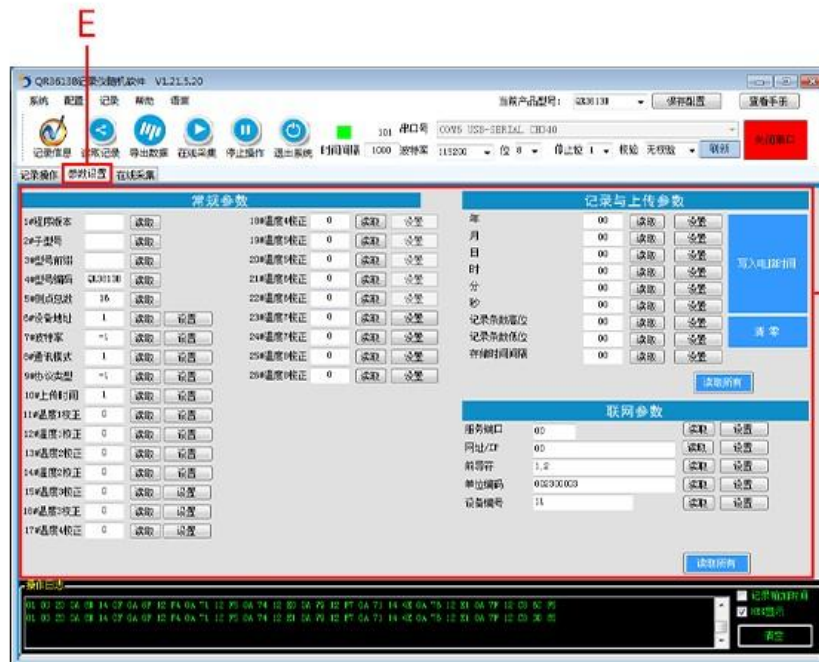 E
QR3613B记录仪随机软件 V1.21.5.20
系统 配置 记录 帮助 语言 当前产品型号： QR3613B 保存配置 查看手册
记录信息 读取记录 导出数据 在线采集 停止操作 退出系统
101 串口号 COM5 USB-SERIAL CH340 关闭串口
时间间隔 1000 波特率 115200 位 8 停止位 1 校验 无校验 刷新
记录操作 参数设置 在线采集
常规参数
1#程序版本 读取
2#子型号 读取
3#型号前缀 读取
4#型号编码 读取
5#测点总数 16 读取
6#设备地址 1 读取 设置
7#波特率 -1 读取 设置
8#通讯模式 1 读取 设置
9#协议类型 -1 读取 设置
10#上传时间 1 读取 设置
11#温度1校正 0 读取 设置
12#湿度1校正 0 读取 设置
13#温度2校正 0 读取 设置
14#湿度2校正 0 读取 设置
15#温度3校正 0 读取 设置
16#湿度3校正 0 读取 设置
17#温度4校正 0 读取 设置
18#湿度4校正 0 读取 设置
19#温度5校正 0 读取 设置
20#湿度5校正 0 读取 设置
21#温度6校正 0 读取 设置
22#湿度6校正 0 读取 设置
23#温度7校正 0 读取 设置
24#湿度7校正 0 读取 设置
25#温度8校正 0 读取 设置
26#湿度8校正 0 读取 设置
记录与上传参数
年 00 读取 设置
月 00 读取 设置
日 00 读取 设置
时 00 读取 设置
分 00 读取 设置
秒 00 读取 设置
记录条数高位 00 读取 设置
记录条数低位 00 读取 设置
存储时间间隔 00 读取 设置
写入电脑时间
清 零
读取所有
联网参数
服务端口 00 读取 设置
网址/IP 00 读取 设置
前导符 1,2 读取 设置
单位编码 读取 设置
设备编号 读取 设置
读取所有
操作日志
HEX显示
清空